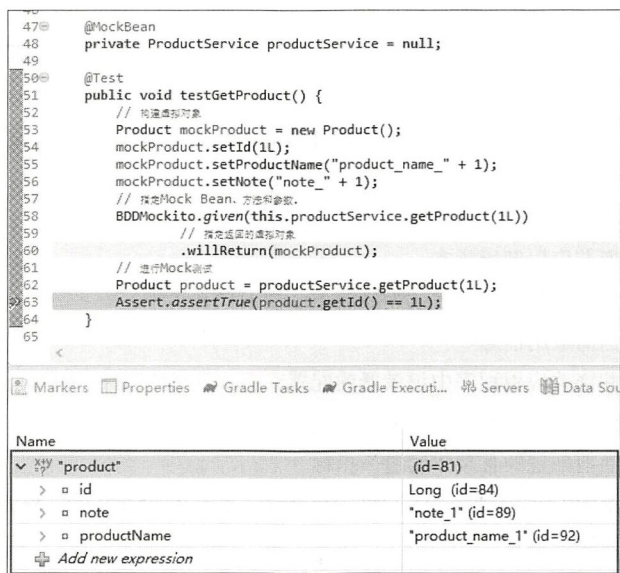 47 @MockBean
48 private ProductService productService = null;
49
50 @Test
51 public void testGetProduct() {
52 // 构建虚拟对象
53 Product mockProduct = new Product();
54 mockProduct.setId(1L);
55 mockProduct.setProductName("product_name_" + 1);
56 mockProduct.setNote("note_" + 1);
57 // 指定Mock Bean、方法和参数。
58 BDDMockito.given(this.productService.getProduct(1L))
59 // 指定返回的虚拟对象
60 .willReturn(mockProduct);
61 // 进行Mock测试
62 Product product = productService.getProduct(1L);
63 Assert.assertTrue(product.getId() == 1L);
64 }
65
<
Markers Properties Gradle Tasks Gradle Executi... Servers Data Sou
Name Value
"product" (id=81)
id Long (id=84)
note "note_1" (id=89)
productName "product_name_1" (id=92)
Add new expression